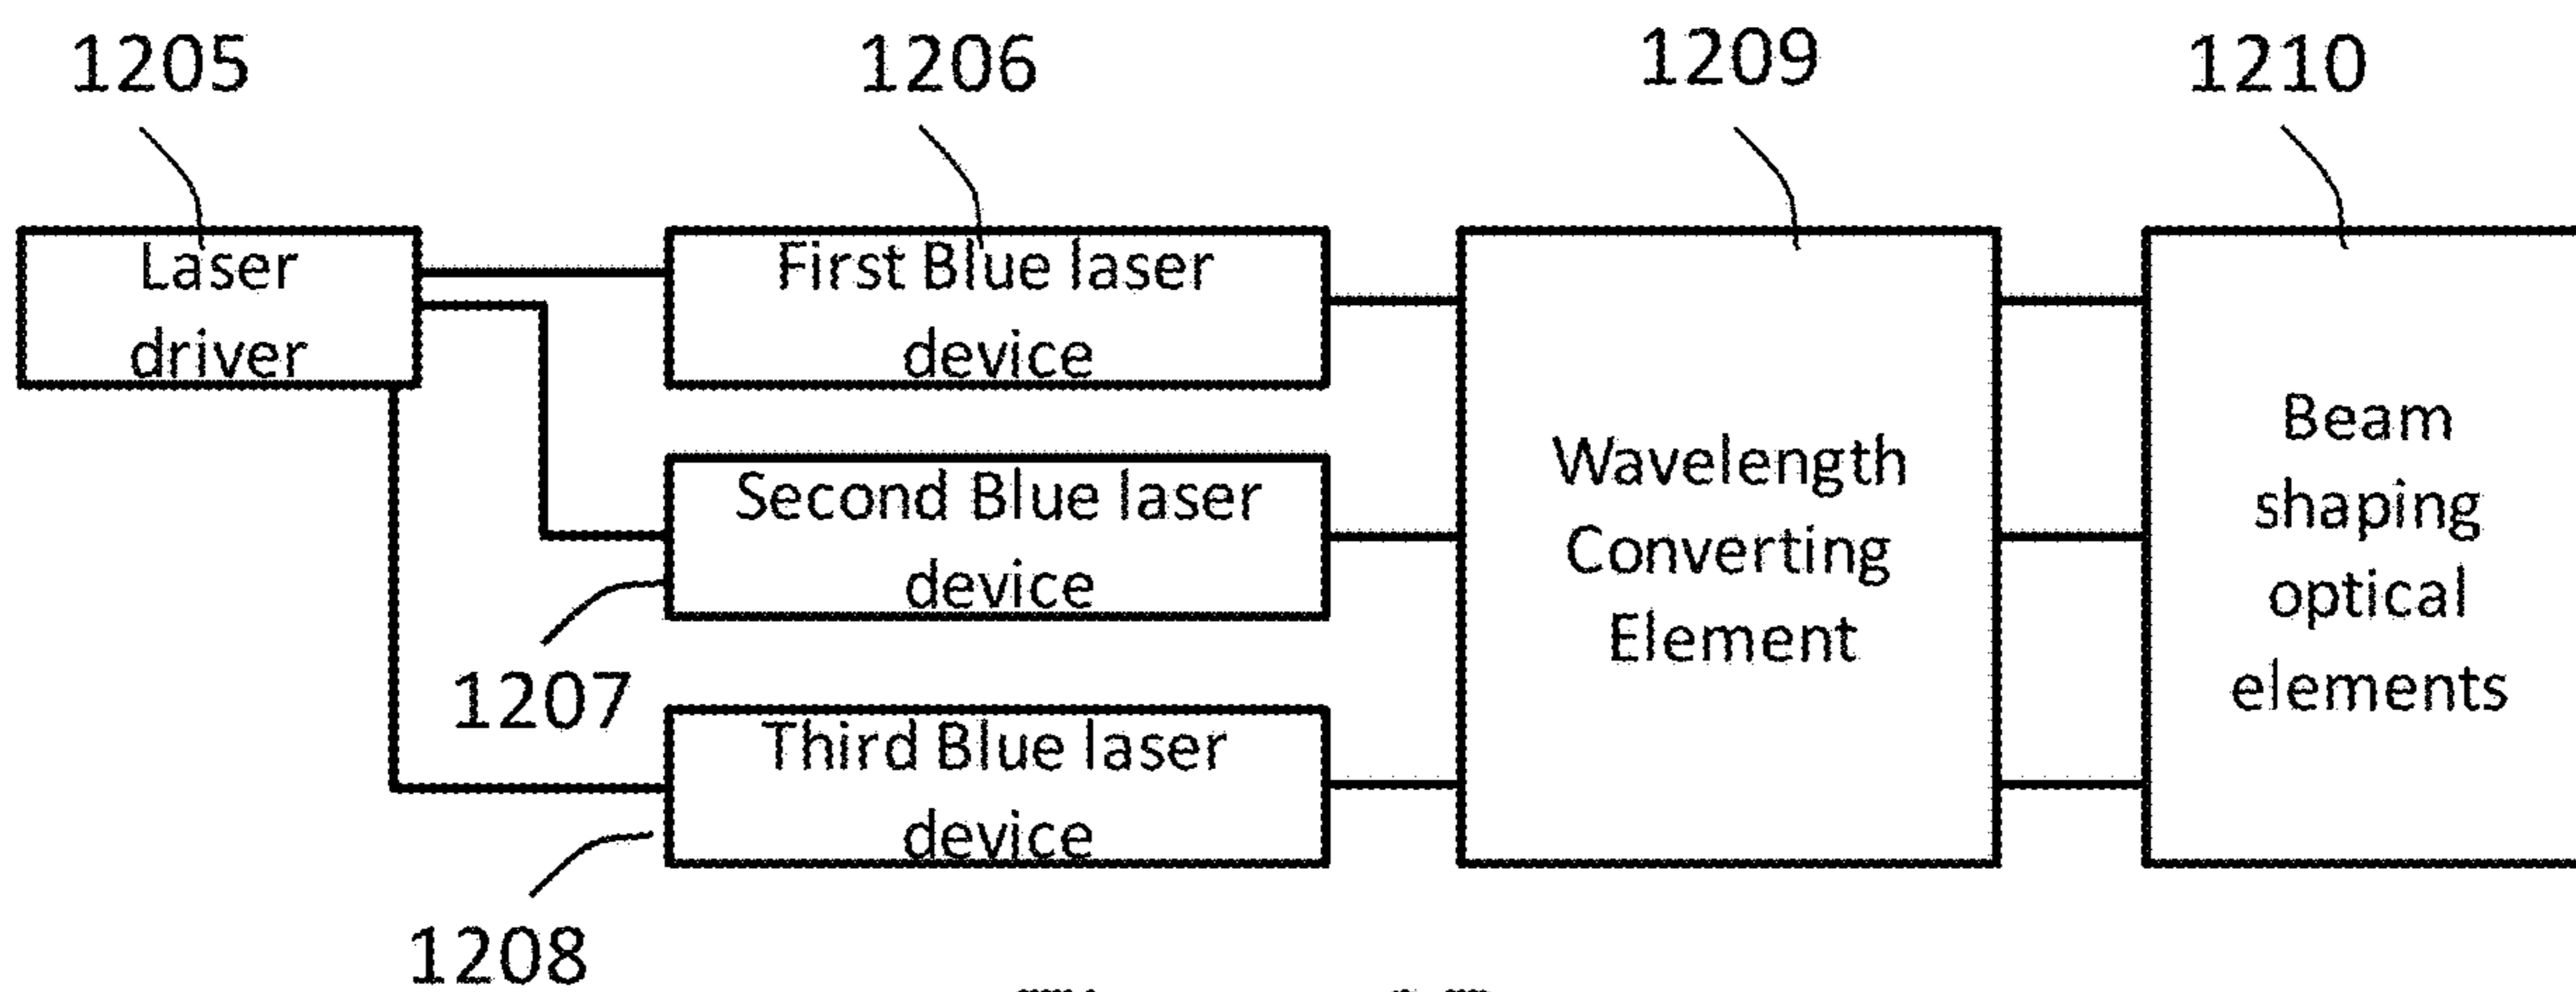 1205
1206
1209
1210
Laser
driver
First Blue laser
device
Second Blue laser
device
1207
Third Blue laser
device
1208
Wavelength
Converting
Element
Beam
shaping
optical
elements